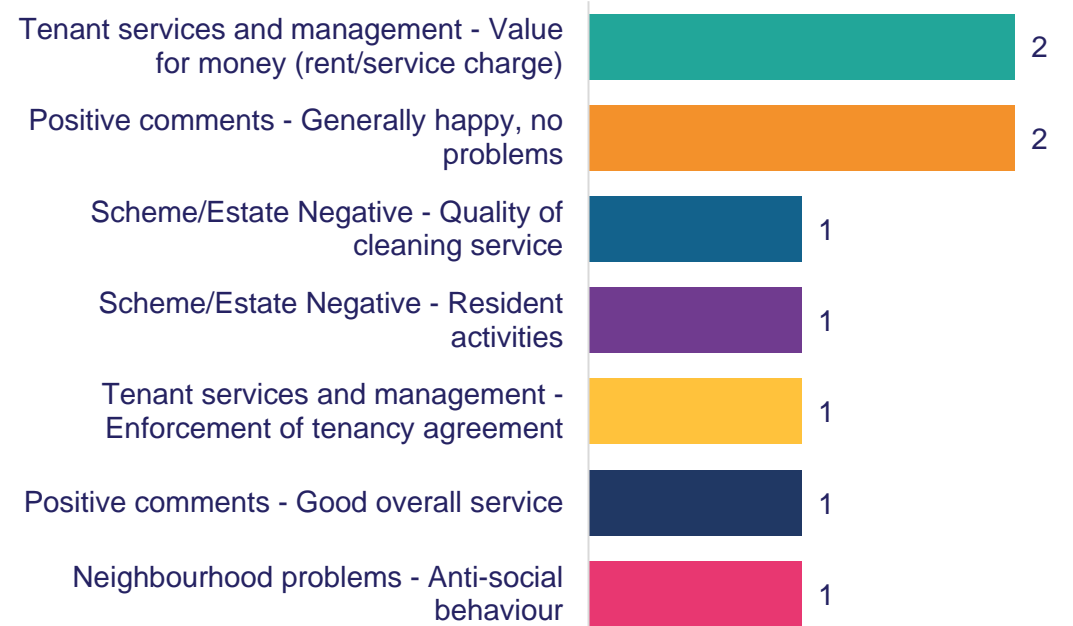 Tenant services and management - Value
for money (rent/service charge)
2
Positive comments - Generally happy, no
problems
2
Scheme/Estate Negative - Quality of
cleaning service
1
Scheme/Estate Negative - Resident
activities
1
Tenant services and management -
Enforcement of tenancy agreement
1
Positive comments - Good overall service
1
Neighbourhood problems - Anti-social
behaviour
1